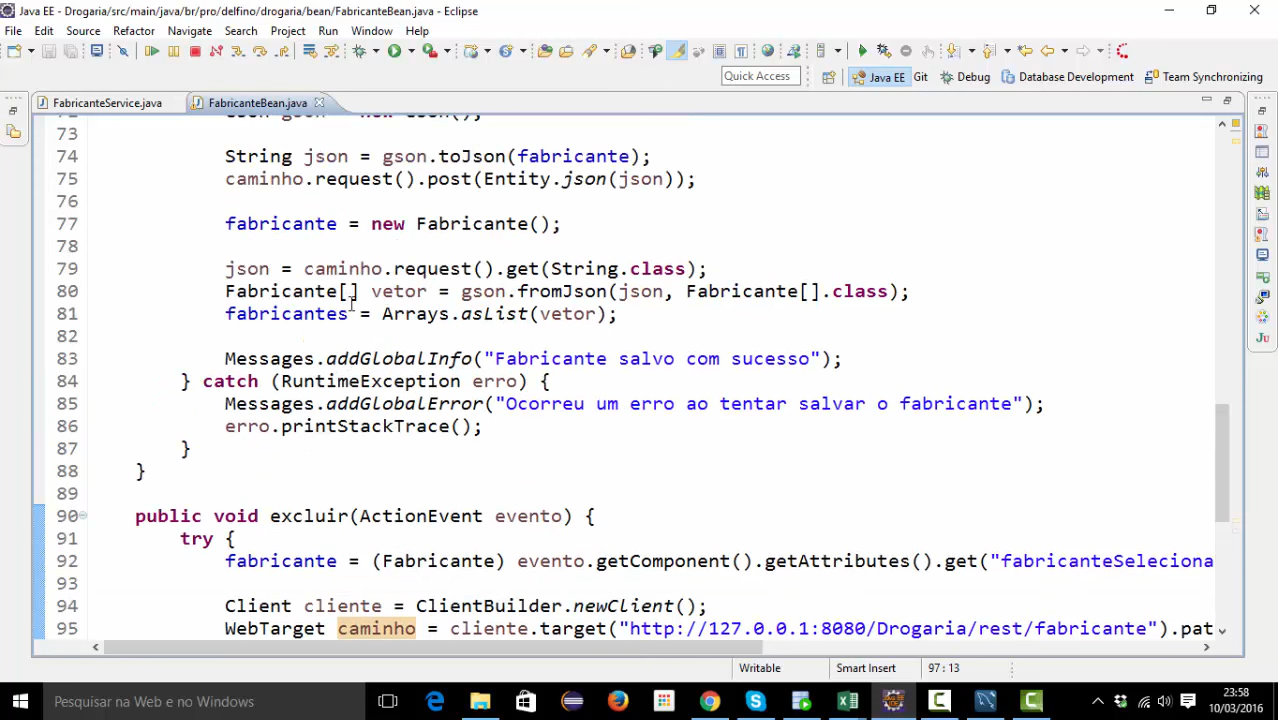 Java EE - Drogaria/src/main/java/br/pro/delfino/drogaria/bean/FabricanteBean.java - Eclipse
File Edit Source Refactor Navigate Search Project Run Window Help
Quick Access Java EE Git Debug Database Development Team Synchronizing
FabricanteService.java FabricanteBean.java
73
74 String json = gson.toJson(fabricante);
75 caminho.request().post(Entity.json(json));
76
77 fabricante = new Fabricante();
78
79 json = caminho.request().get(String.class);
80 Fabricante[] vetor = gson.fromJson(json, Fabricante[].class);
81 fabricantes = Arrays.asList(vetor);
82
83 Messages.addGlobalInfo("Fabricante salvo com sucesso");
84 } catch (RuntimeException erro) {
85 Messages.addGlobalError("Ocorreu um erro ao tentar salvar o fabricante");
86 erro.printStackTrace();
87 }
88 }
89
90 public void excluir(ActionEvent evento) {
91 try {
92 fabricante = (Fabricante) evento.getComponent().getAttributes().get("fabricanteSeleciona
93
94 Client cliente = ClientBuilder.newClient();
95 WebTarget caminho = cliente.target("http://127.0.0.1:8080/Drogaria/rest/fabricante").pat
Writable Smart Insert 97 : 13
Pesquisar na Web e no Windows
23:58
10/03/2016